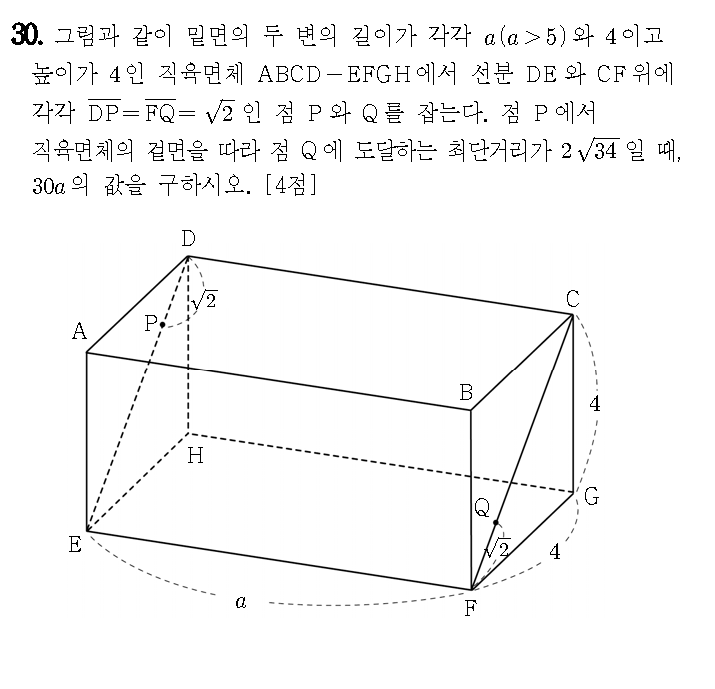 30. 그림과 같이 밑면의 두 변의 길이가 각각 a(a>5)와 4이고
높이가 4인 직육면체 ABCD-EFGH에서 선분 DE와 CF위에
각각 \overline{DP}=\overline{FQ}=√2 인 점 P와 Q를 잡는다. 점 P에서
직육면체의 겉면을 따라 점 Q에 도달하는 최단거리가 2√34 일 때,
30a의 값을 구하시오. [4점]
D
√2
C
P
A
B
4
H
G
Q
E
√2
4
a
F